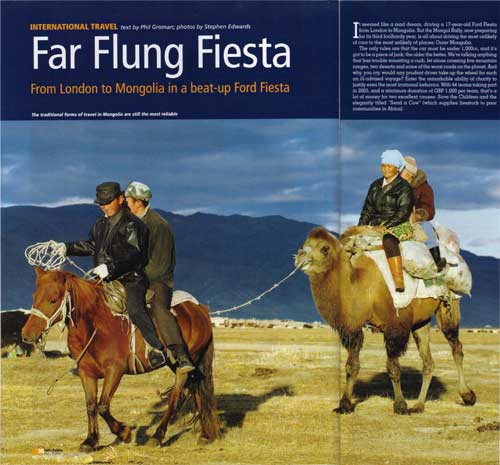 INTERNATIONAL TRAVEL text by Phil Groman; photos by Stephen Edwards
Far Flung Fiesta
From London to Mongolia in a beat-up Ford Fiesta
The traditional forms of travel in Mongolia are still the most reliable
It seemed like a mad dream, driving a 17-year-old Ford Fiesta
from London to Mongolia. But the Mongol Rally, now preparing
for its third foolhardy year, is all about driving the most unlikely
of cars to the most unlikely of places: Outer Mongolia.
The only rules are that the car must be under 1,000cc, and it's
got to be a piece of junk; the older the better. We're talking anything
that has trouble mounting a curb, let alone crossing five mountain
ranges, two deserts and some of the worst roads on the planet. And
why, you cry, would any prudent driver take up the wheel for such
an ill-advised voyage? Enter the remarkable ability of charity to
justify even the most irrational behavior. With 44 teams taking part
in 2005, and a minimum donation of GBP 1,000 per team, that's a
lot of money for two excellent causes: Save the Children and the
elegantly titled "Send a Cow" (which supplies livestock to poor
communities in Africa).